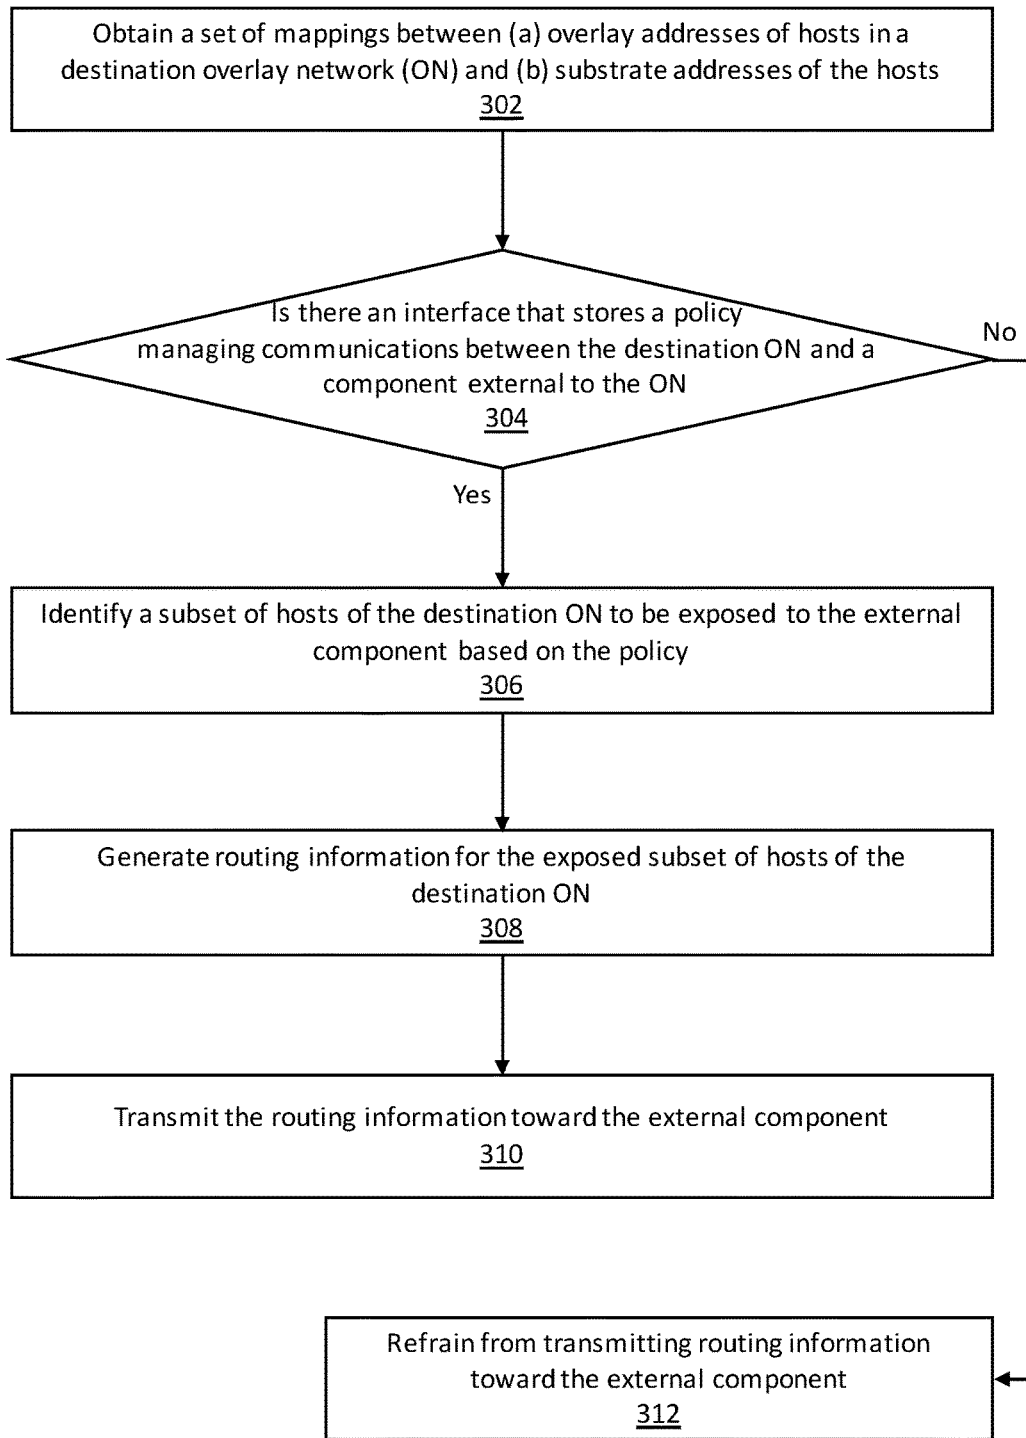 Obtain a set of mappings between (a) overlay addresses of hosts in a
destination overlay network (ON) and (b) substrate addresses of the hosts
302
Is there an interface that stores a policy
managing communications between the destination ON and a
component external to the ON
304
No
Yes
Identify a subset of hosts of the destination ON to be exposed to the external
component based on the policy
306
Generate routing information for the exposed subset of hosts of the
destination ON
308
Transmit the routing information toward the external component
310
Refrain from transmitting routing information
toward the external component
312